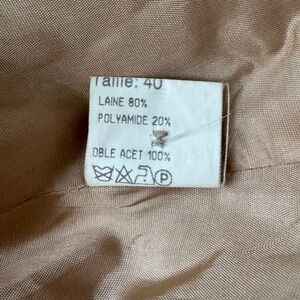 Taille: 40
LAINE 80%
POLYAMIDE 20%
M
DBLE ACET 100%
P